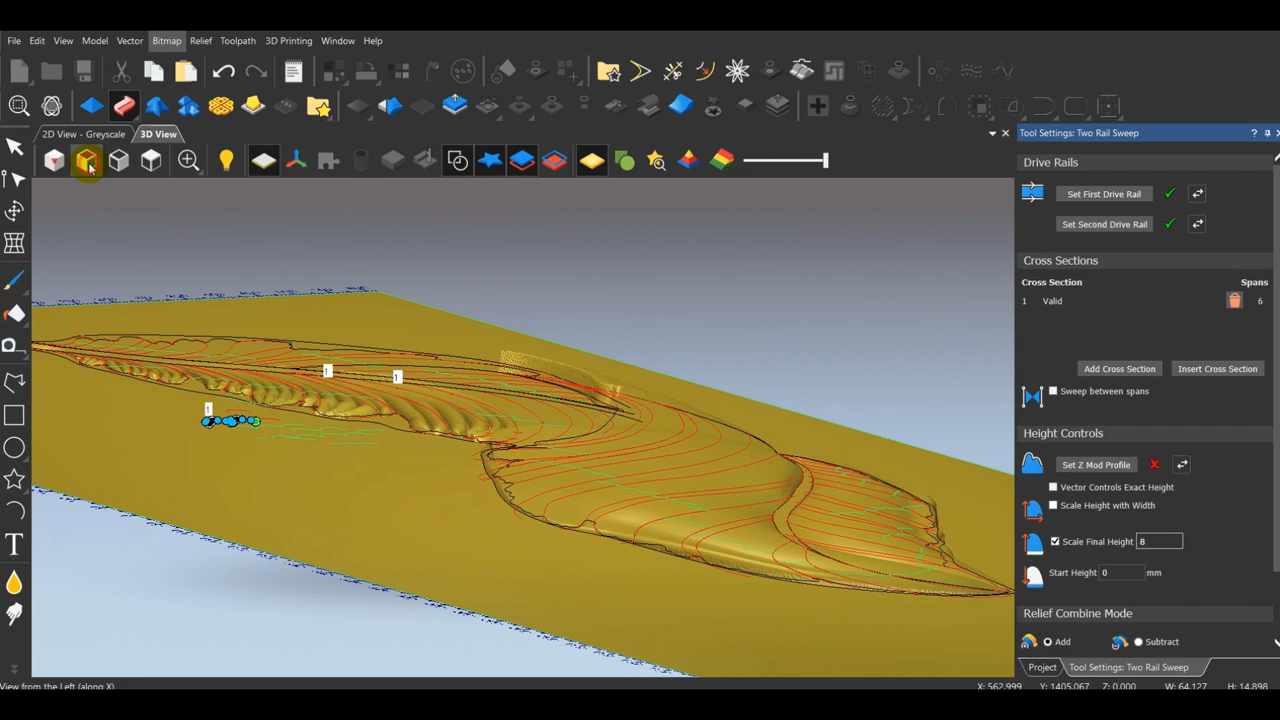 File Edit View Model Vector Bitmap Relief Toolpath 3D Printing Window Help
2D View - Greyscale 3D View
Tool Settings: Two Rail Sweep
Drive Rails
Set First Drive Rail
Set Second Drive Rail
Cross Sections
Cross Section Spans
1 Valid 6
Add Cross Section Insert Cross Section
Sweep between spans
Height Controls
Set Z Mod Profile
Vector Controls Exact Height
Scale Height with Width
Scale Final Height 8
Start Height 0 mm
Relief Combine Mode
Add Subtract
Project Tool Settings: Two Rail Sweep
1
1
1
T
View from the Left (along X) X: 562.999 Y: 1405.067 Z: 0.000 W: 64.127 H: 14.898